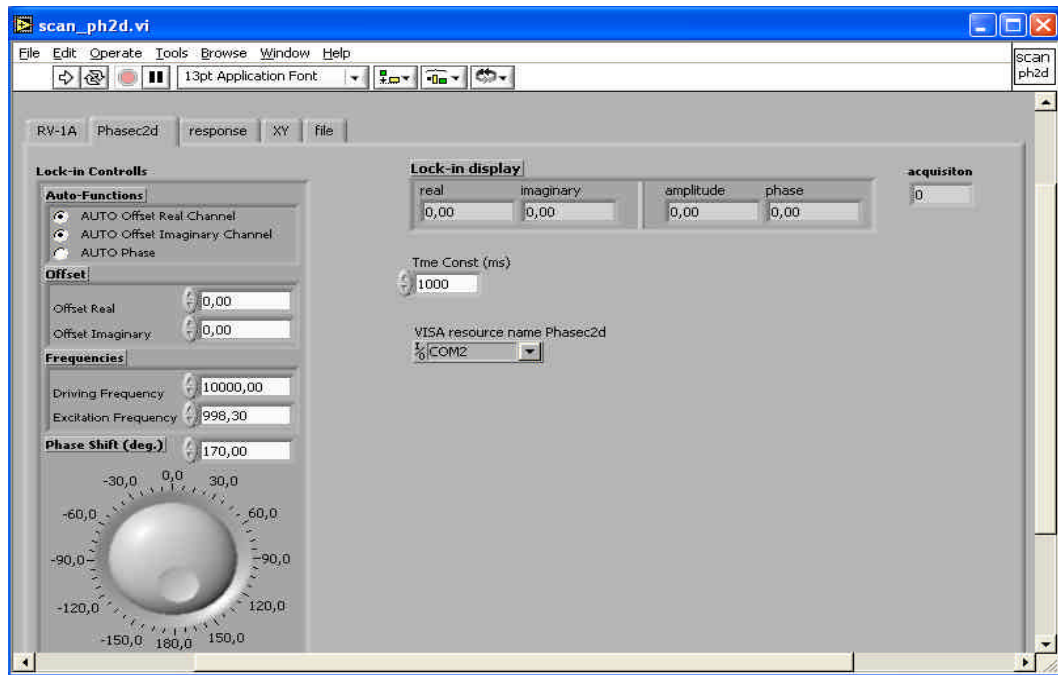 scan_ph2d.vi
File Edit Operate Tools Browse Window Help
13pt Application Font
scan
ph2d
RV-1A Phasec2d response XY file
Lock-in Controlls
Auto-Functions
AUTO Offset Real Channel
AUTO Offset Imaginary Channel
AUTO Phase
Offset
Offset Real 0,00
Offset Imaginary 0,00
Frequencies
Driving Frequency 10000,00
Excitation Frequency 998,30
Phase Shift (deg.) 170,00
-30,0 0,0 30,0
-60,0 60,0
-90,0 90,0
-120,0 120,0
-150,0 180,0 150,0
Lock-in display
real imaginary amplitude phase
0,00 0,00 0,00 0,00
acquisiton
0
Tme Const (ms)
1000
VISA resource name Phasec2d
I/O COM2